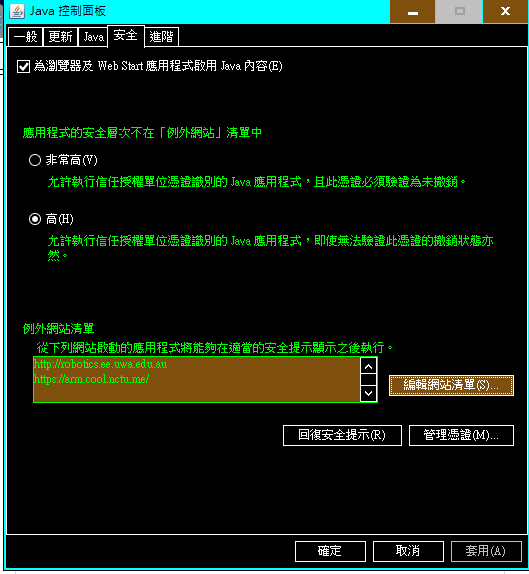 Java 控制面板
一般 更新 Java 安全 進階
為瀏覽器及 Web Start 應用程式啟用 Java 內容(E)
應用程式的安全層次不在「例外網站」清單中
非常高(V)
允許執行信任授權單位憑證識別的 Java 應用程式，且此憑證必須驗證為未撤銷。
高(H)
允許執行信任授權單位憑證識別的 Java 應用程式，即使無法驗證此憑證的撤銷狀態亦
然。
例外網站清單
從下列網站啟動的應用程式將能夠在適當的安全提示顯示之後執行。
http://robotics.ee.uwa.edu.au
https://arm.cool.nctu.me/
編輯網站清單(S)...
回復安全提示(R) 管理憑證(M)...
確定 取消 套用(A)